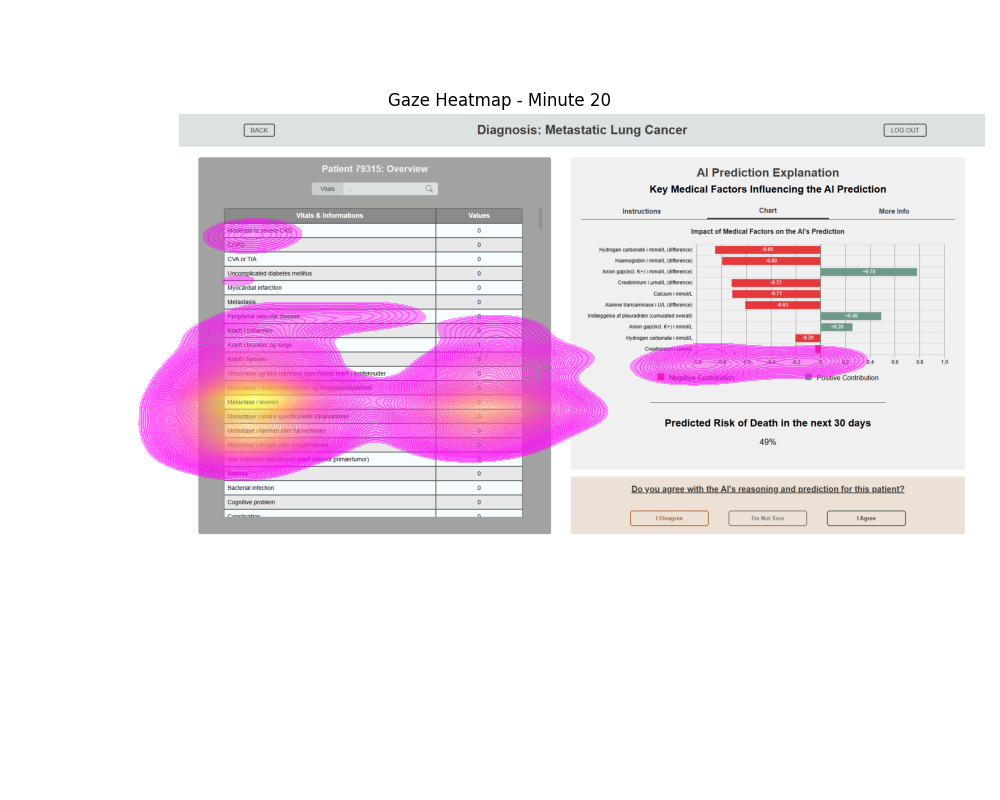 Gaze Heatmap - Minute 20
BACK
Diagnosis: Metastatic Lung Cancer
LOG OUT
Patient 79315: Overview
Vitals
...
Vitals & Informations Values
Moderate to severe CKD 0
COPD 0
CVA or TIA 0
Uncomplicated diabetes mellitus 0
Myocardial infarction 0
Metastasis 0
Peripheral vascular disease 0
Kræft i lystarmen 0
Kræft i bronkier og lunge 1
Kræft i hjernen 0
Metastaser og ikke nærmere specificeret kræft i lymfeknuder 0
0
Metastase i leveren 0
Metastaser i andre specificerede lokalisationer 0
Metastase i hjernen eller hjernehinder 0
0
primærtumor) 0
Anemia 0
Bacterial infection 0
Cognitive problem 0
Constipation 0
AI Prediction Explanation
Key Medical Factors Influencing the AI Prediction
Instructions Chart More Info
Impact of Medical Factors on the AI's Prediction
Hydrogen carbonate i mmol/L (difference) -0.85
Haemoglobin i mmol/L (difference) -0.80
Anion gap(incl. K+) i mmol/L (difference) +0.78
Creatininium i µmol/L (difference) -0.72
Calcium i mmol/L -0.71
Alanine transaminase i U/L (difference) -0.61
Indlæggelse af pleuradræn (cumulated overall) +0.49
Anion gap(incl. K+) i mmol/L +0.26
Hydrogen carbonate i mmol/L -0.20
Creatininium i µmol/L
-1.0 -0.8 -0.6 -0.4 -0.2 0 0.2 0.4 0.6 0.8 1.0
Negative Contribution Positive Contribution
Predicted Risk of Death in the next 30 days
49%
Do you agree with the AI's reasoning and prediction for this patient?
I Disagree I'm Not Sure I Agree